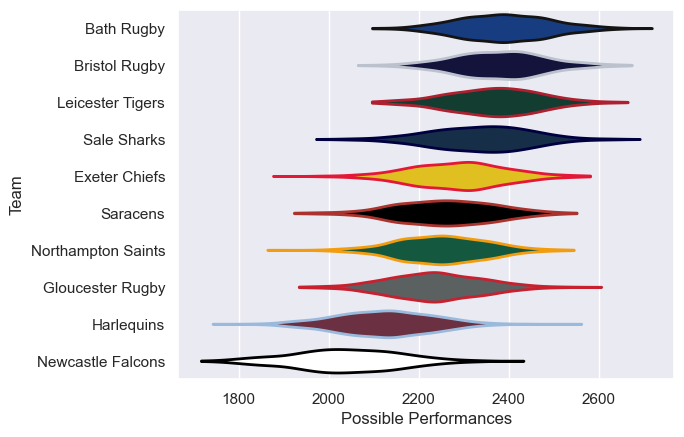 Bath Rugby
Bristol Rugby
Leicester Tigers
Sale Sharks
Exeter Chiefs
Saracens
Northampton Saints
Gloucester Rugby
Harlequins
Newcastle Falcons
Team
1800 2000 2200 2400 2600
Possible Performances